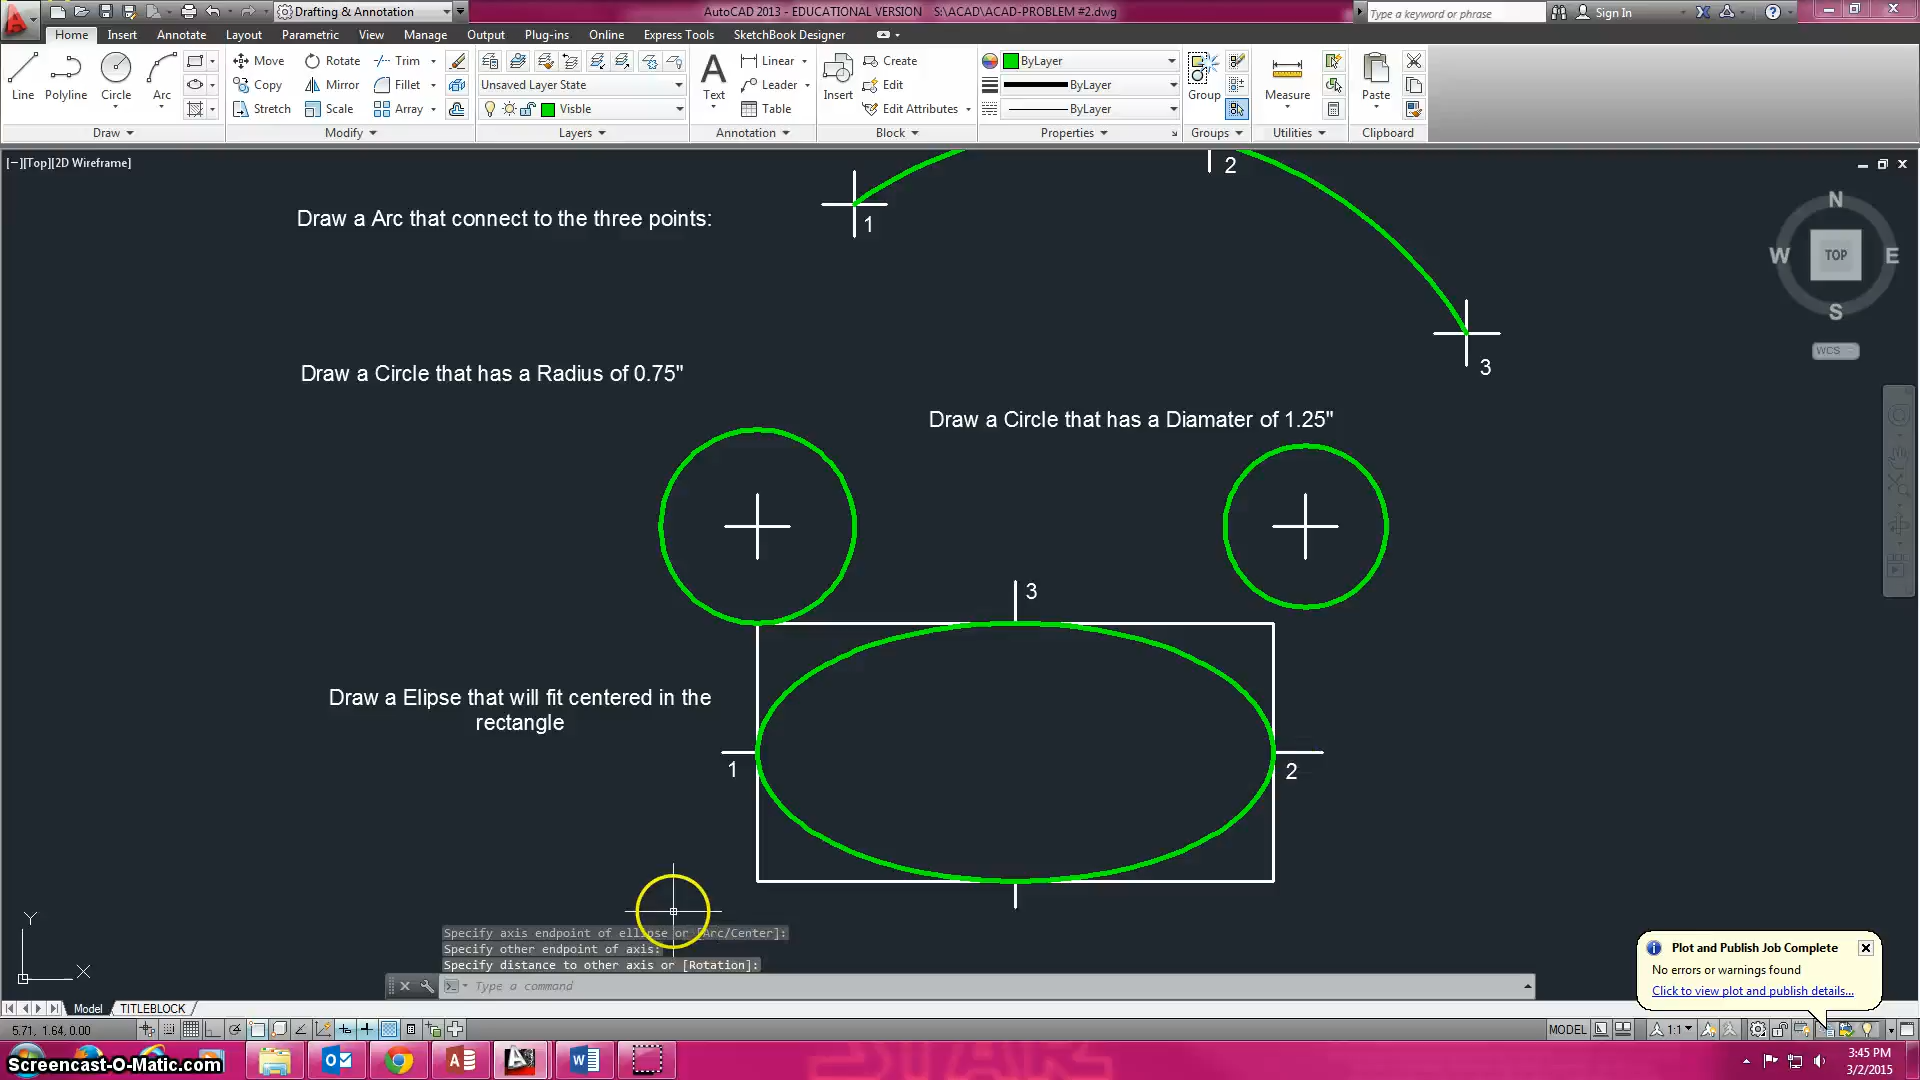 Drafting & Annotation
AutoCAD 2013 - EDUCATIONAL VERSION S:\ACAD\ACAD-PROBLEM #2.dwg
Type a keyword or phrase
Sign In
Home Insert Annotate Layout Parametric View Manage Output Plug-ins Online Express Tools SketchBook Designer
Line
Polyline
Circle
Arc
Draw
Move
Copy
Stretch
Rotate
Mirror
Scale
Trim
Fillet
Array
Modify
Unsaved Layer State
Visible
Layers
Text
Linear
Leader
Table
Annotation
Insert
Create
Edit
Edit Attributes
Block
ByLayer
ByLayer
ByLayer
Properties
Group
Groups
Measure
Utilities
Paste
Clipboard
[−][Top][2D Wireframe]
N
W
TOP
E
S
WCS
2
Draw a Arc that connect to the three points:
1
3
Draw a Circle that has a Radius of 0.75"
Draw a Circle that has a Diamater of 1.25"
3
Draw a Elipse that will fit centered in the
rectangle
1
2
Y
X
Specify axis endpoint of ellipse or [Arc/Center]:
Specify other endpoint of axis:
Specify distance to other axis or [Rotation]:
Type a command
Plot and Publish Job Complete
No errors or warnings found
Click to view plot and publish details...
Model
TITLEBLOCK
5.71, 1.64, 0.00
MODEL
1:1
Screencast-O-Matic.com
3:45 PM
3/2/2015